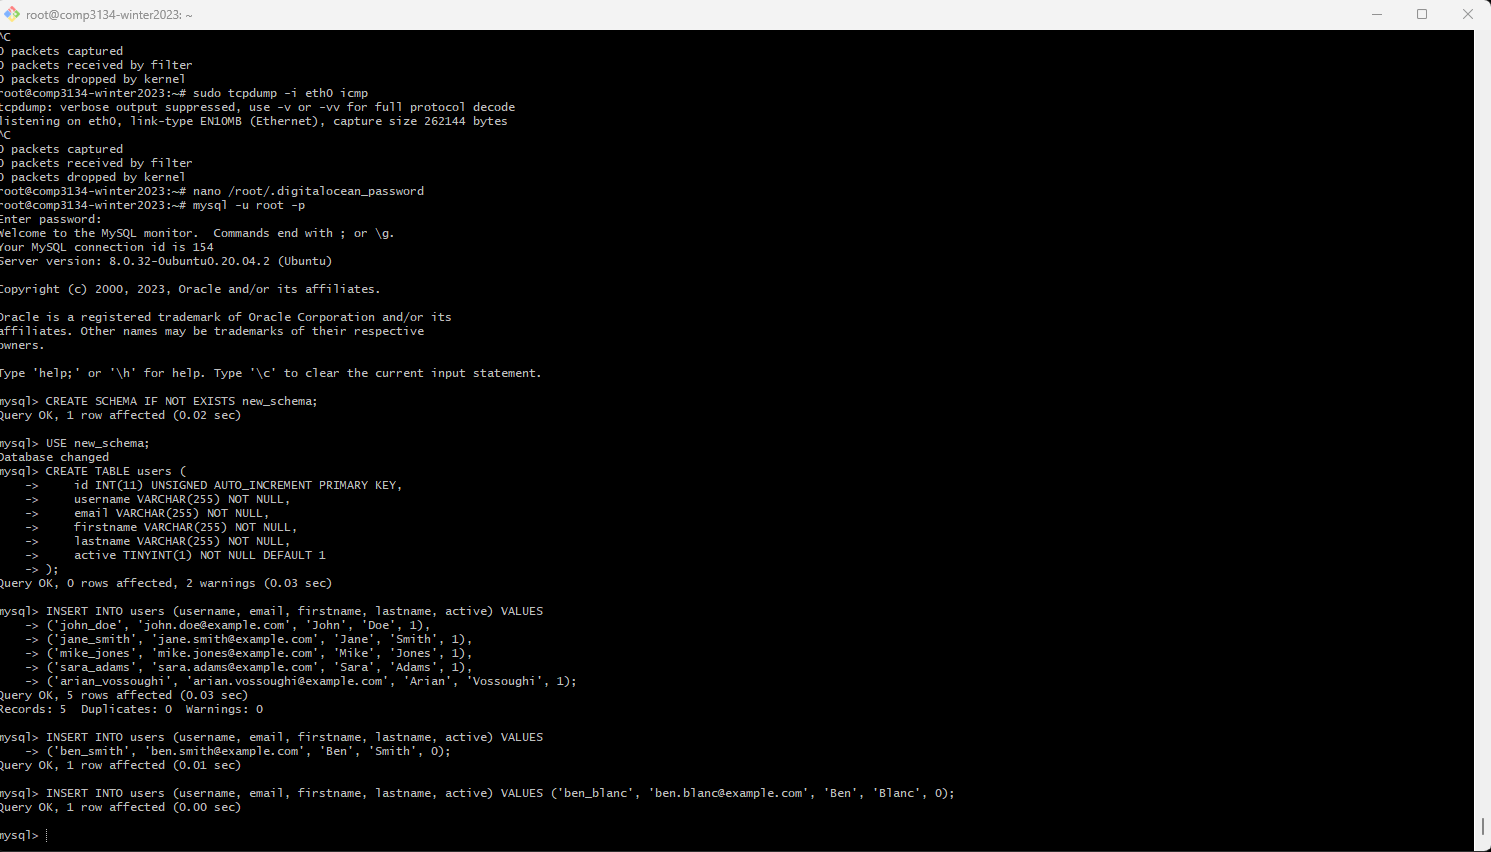 root@comp3134-winter2023: ~
\C
0 packets captured
0 packets received by filter
0 packets dropped by kernel
root@comp3134-winter2023:~# sudo tcpdump -i eth0 icmp
tcpdump: verbose output suppressed, use -v or -vv for full protocol decode
listening on eth0, link-type EN10MB (Ethernet), capture size 262144 bytes
\C
0 packets captured
0 packets received by filter
0 packets dropped by kernel
root@comp3134-winter2023:~# nano /root/.digitalocean_password
root@comp3134-winter2023:~# mysql -u root -p
Enter password:
Welcome to the MySQL monitor.  Commands end with ; or \g.
Your MySQL connection id is 154
Server version: 8.0.32-0ubuntu0.20.04.2 (Ubuntu)
Copyright (c) 2000, 2023, Oracle and/or its affiliates.
Oracle is a registered trademark of Oracle Corporation and/or its
affiliates. Other names may be trademarks of their respective
owners.
Type 'help;' or '\h' for help. Type '\c' to clear the current input statement.
mysql> CREATE SCHEMA IF NOT EXISTS new_schema;
Query OK, 1 row affected (0.02 sec)
mysql> USE new_schema;
Database changed
mysql> CREATE TABLE users (
    ->     id INT(11) UNSIGNED AUTO_INCREMENT PRIMARY KEY,
    ->     username VARCHAR(255) NOT NULL,
    ->     email VARCHAR(255) NOT NULL,
    ->     firstname VARCHAR(255) NOT NULL,
    ->     lastname VARCHAR(255) NOT NULL,
    ->     active TINYINT(1) NOT NULL DEFAULT 1
    -> );
Query OK, 0 rows affected, 2 warnings (0.03 sec)
mysql> INSERT INTO users (username, email, firstname, lastname, active) VALUES
    -> ('john_doe', 'john.doe@example.com', 'John', 'Doe', 1),
    -> ('jane_smith', 'jane.smith@example.com', 'Jane', 'Smith', 1),
    -> ('mike_jones', 'mike.jones@example.com', 'Mike', 'Jones', 1),
    -> ('sara_adams', 'sara.adams@example.com', 'Sara', 'Adams', 1),
    -> ('arian_vossoughi', 'arian.vossoughi@example.com', 'Arian', 'Vossoughi', 1);
Query OK, 5 rows affected (0.03 sec)
Records: 5  Duplicates: 0  Warnings: 0
mysql> INSERT INTO users (username, email, firstname, lastname, active) VALUES
    -> ('ben_smith', 'ben.smith@example.com', 'Ben', 'Smith', 0);
Query OK, 1 row affected (0.01 sec)
mysql> INSERT INTO users (username, email, firstname, lastname, active) VALUES ('ben_blanc', 'ben.blanc@example.com', 'Ben', 'Blanc', 0);
Query OK, 1 row affected (0.00 sec)
mysql>